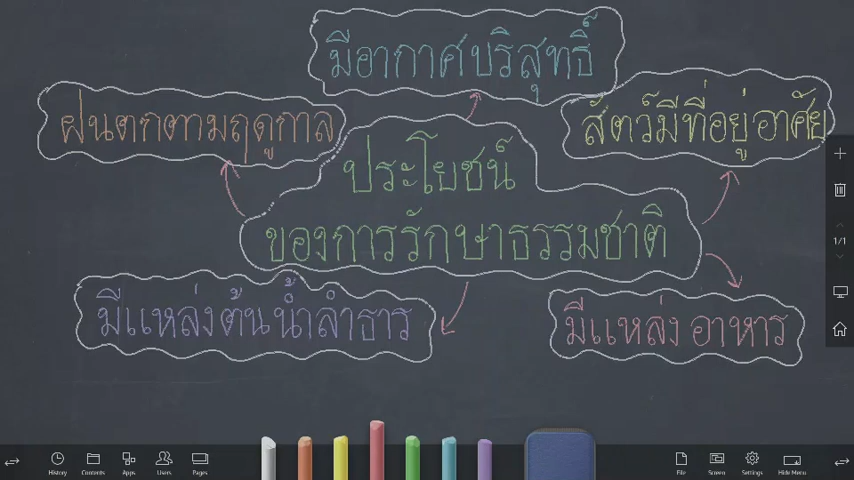 มีอากาศบริสุทธิ์
ฝนตกตามฤดูกาล
สัตว์มีที่อยู่อาศัย
ประโยชน์
ของการรักษาธรรมชาติ
มีแหล่งต้นน้ำลำธาร
มีแหล่งอาหาร
1/1
History
Contents
Apps
Users
Pages
File
Screen
Settings
Hide Menu